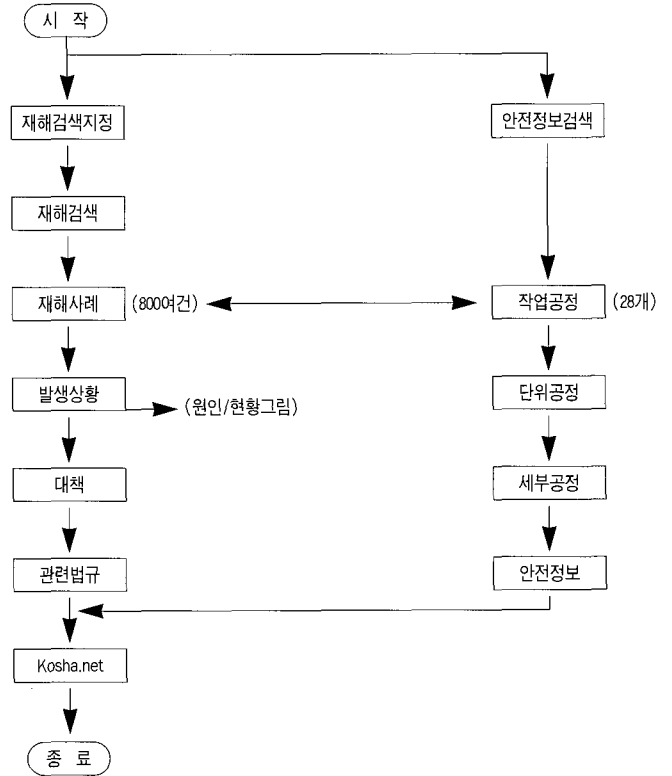 시 작
재해검색지정
안전정보검색
재해검색
재해사례 (800여건)
작업공정 (28개)
발생상황
(원인/현황그림)
단위공정
대책
세부공정
관련법규
안전정보
Kosha.net
종 료